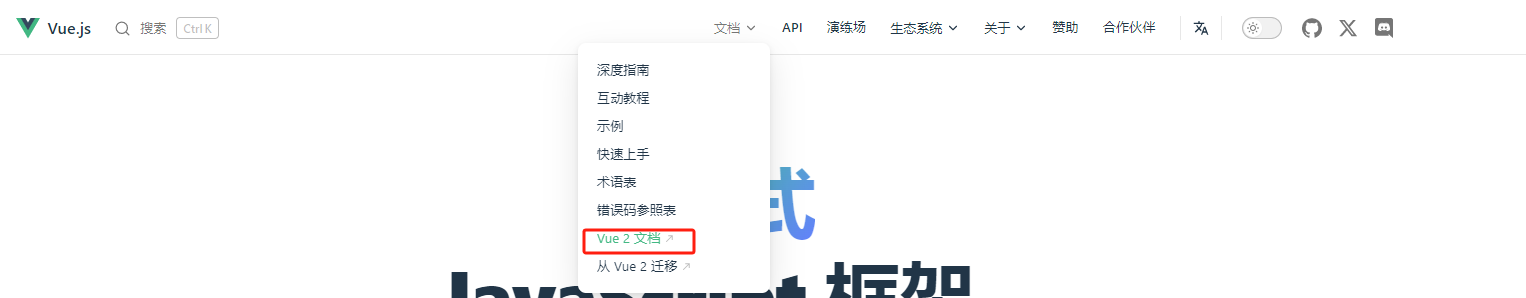 Vue.js 搜索 Ctrl K 文档 API 演练场 生态系统 关于 赞助 合作伙伴
深度指南
互动教程
示例
快速上手
术语表
错误码参照表
Vue 2 文档
从 Vue 2 迁移
式
JavaScript 框架